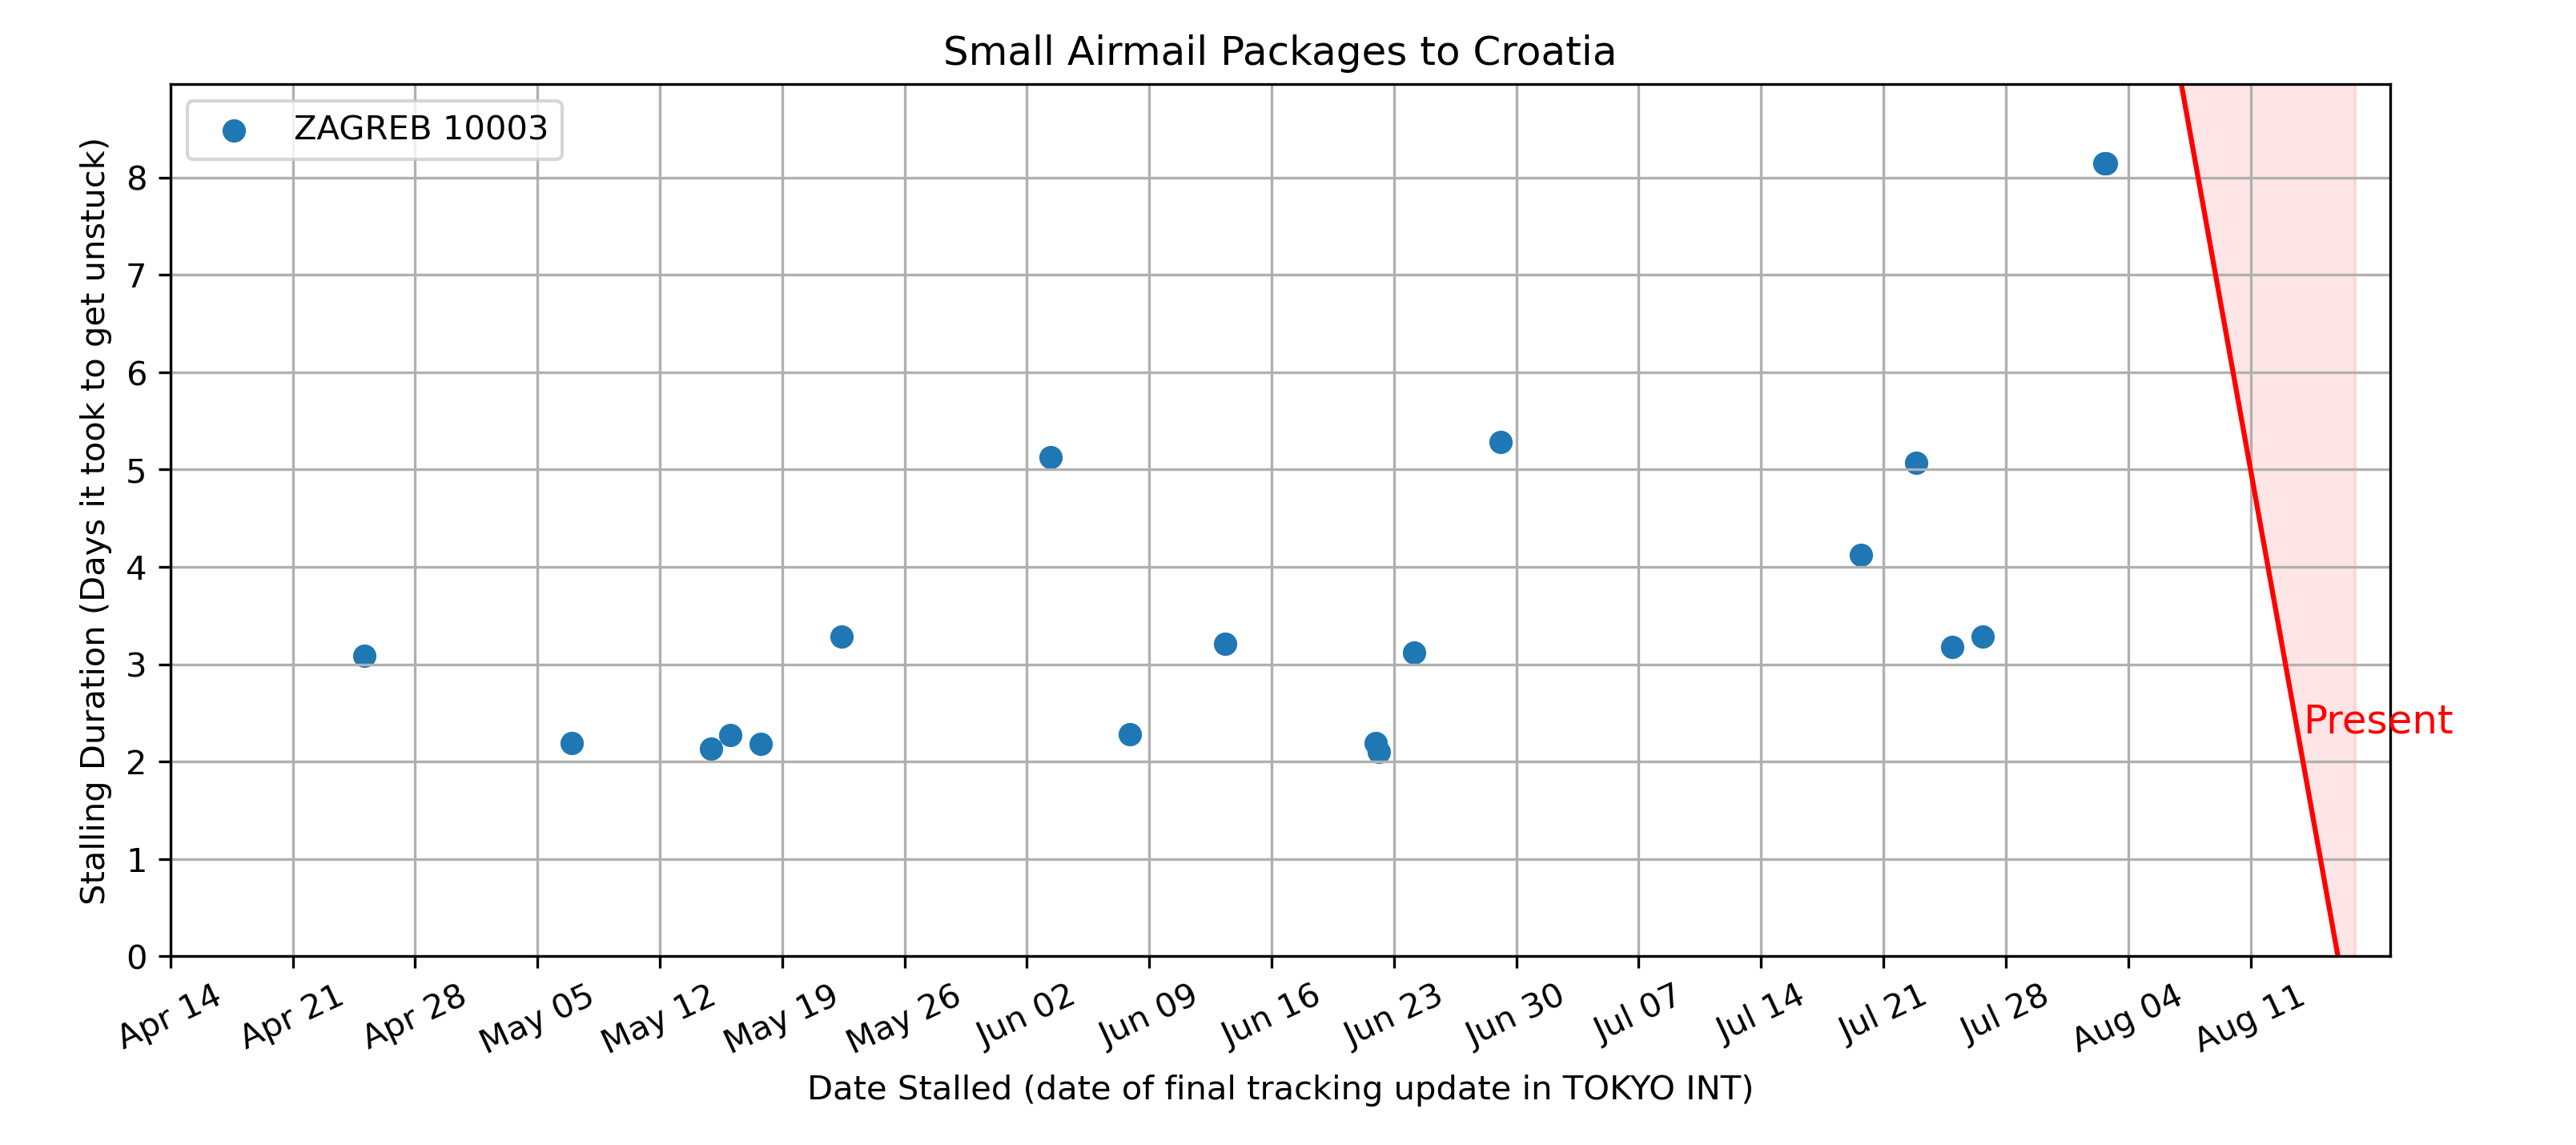 Small Airmail Packages to Croatia
ZAGREB 10003
Stalling Duration (Days it took to get unstuck)
8
7
6
5
4
3
2
1
0
Present
Apr 14
Apr 21
Apr 28
May 05
May 12
May 19
May 26
Jun 02
Jun 09
Jun 16
Jun 23
Jun 30
Jul 07
Jul 14
Jul 21
Jul 28
Aug 04
Aug 11
Date Stalled (date of final tracking update in TOKYO INT)